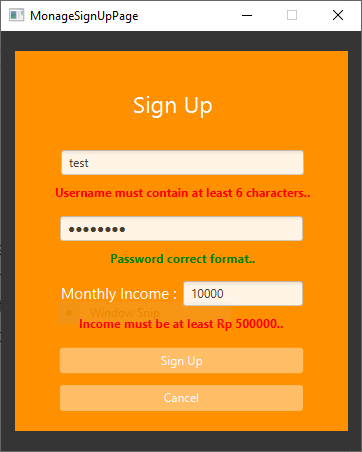 MonageSignUpPage
Sign Up
test
Username must contain at least 6 characters..
●●●●●●●●
Password correct format..
Monthly Income : 10000
Window Snip
Income must be at least Rp 500000..
Sign Up
Cancel